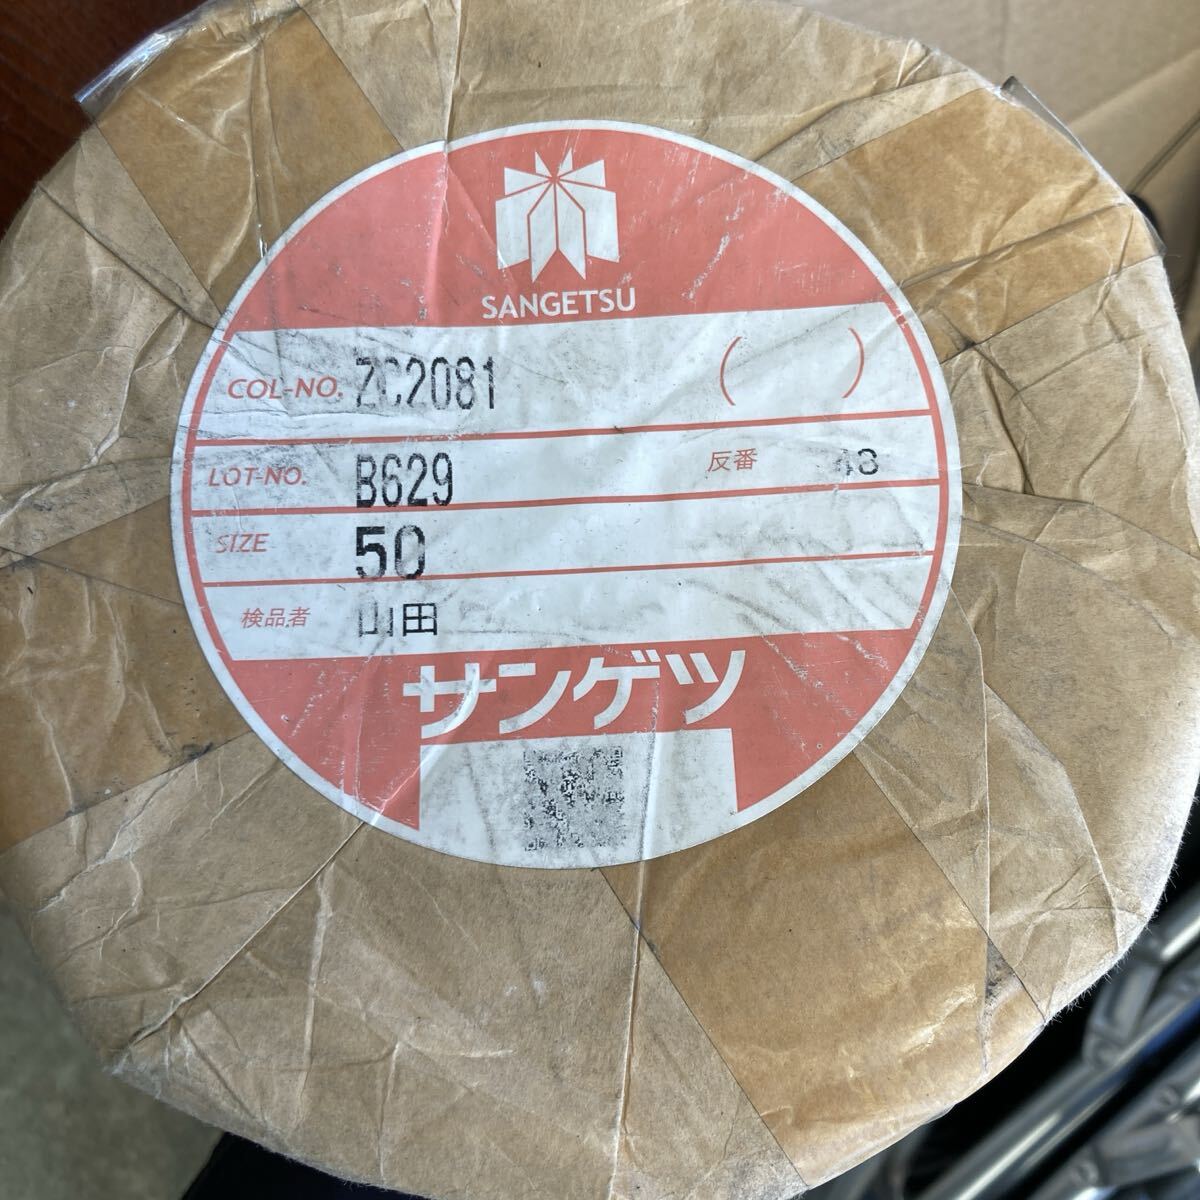 SANGETSU
COL-NO. ZC2081 ( )
LOT-NO. B629 反番 48
SIZE 50
検品者 山田
サンゲツ